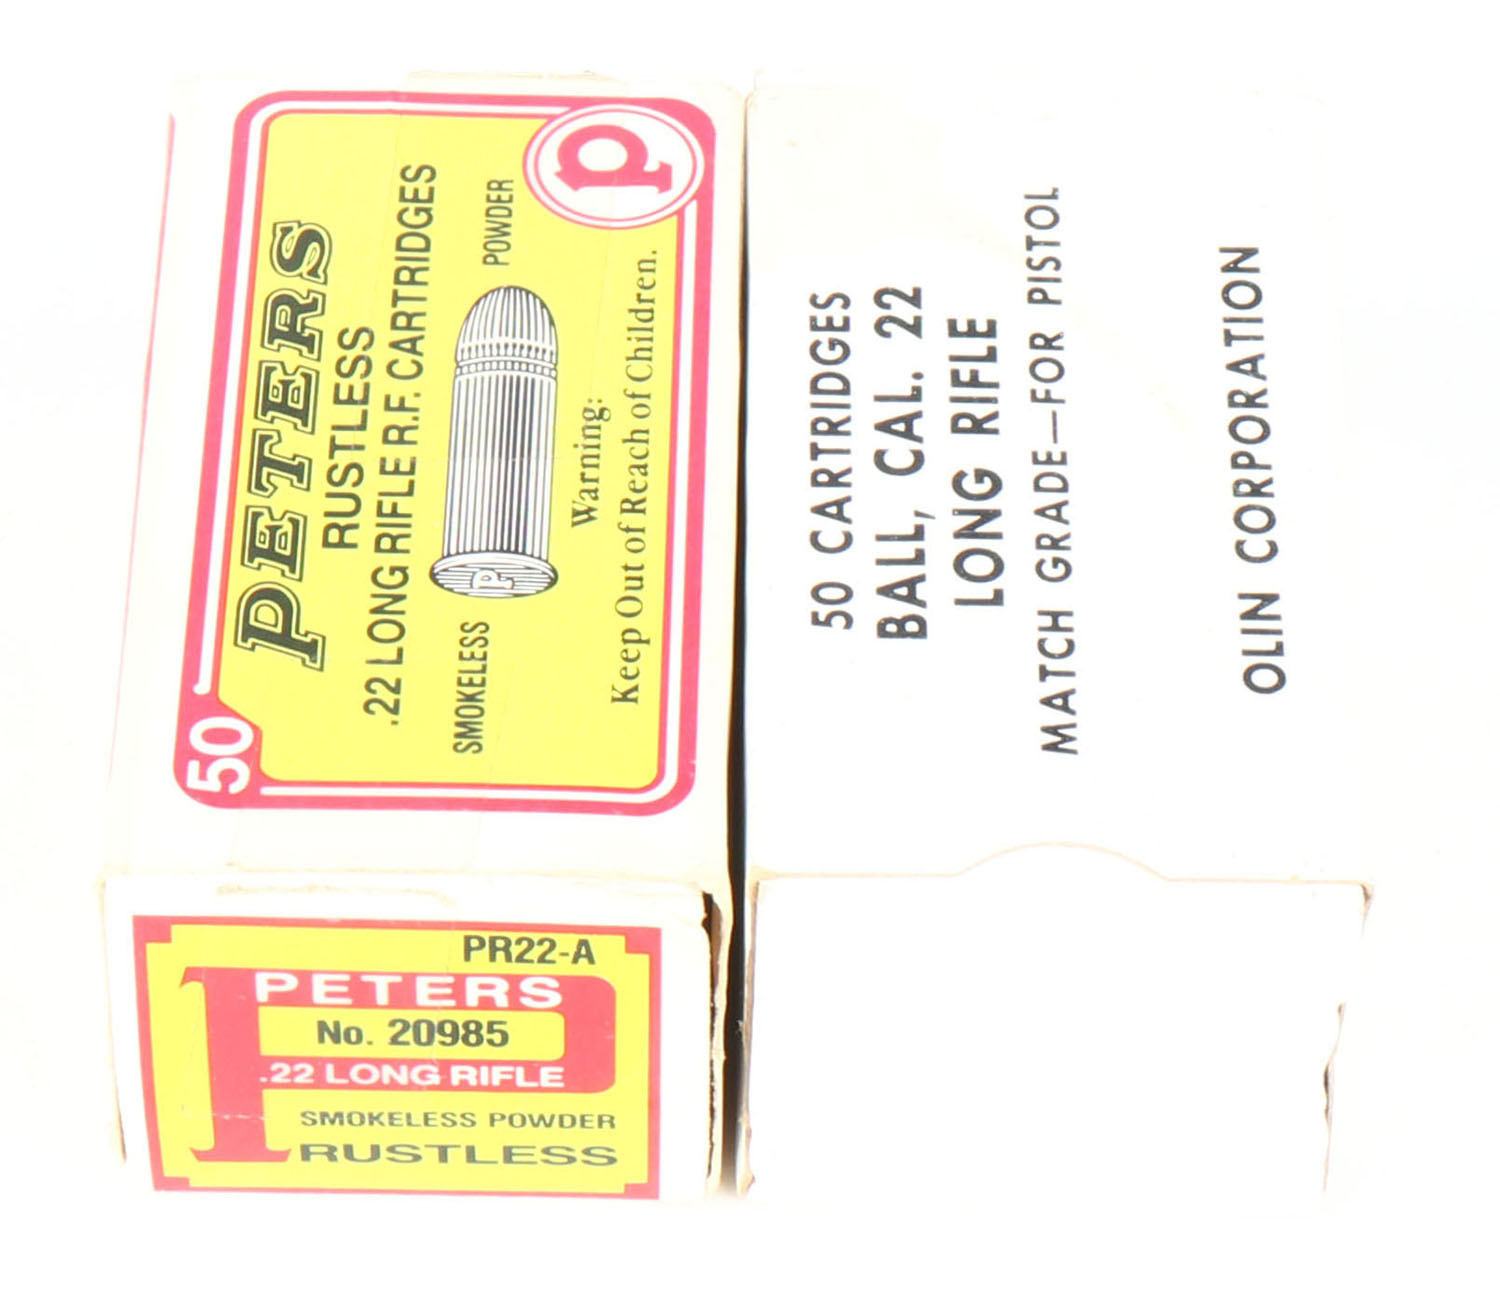 50
PETERS
RUSTLESS
.22 LONG RIFLE R.F. CARTRIDGES
SMOKELESS POWDER
P
Warning:
Keep Out of Reach of Children.
P
PR22-A
PETERS
No. 20985
.22 LONG RIFLE
SMOKELESS POWDER
RUSTLESS
50 CARTRIDGES
BALL, CAL. 22
LONG RIFLE
MATCH GRADE—FOR PISTOL
OLIN CORPORATION